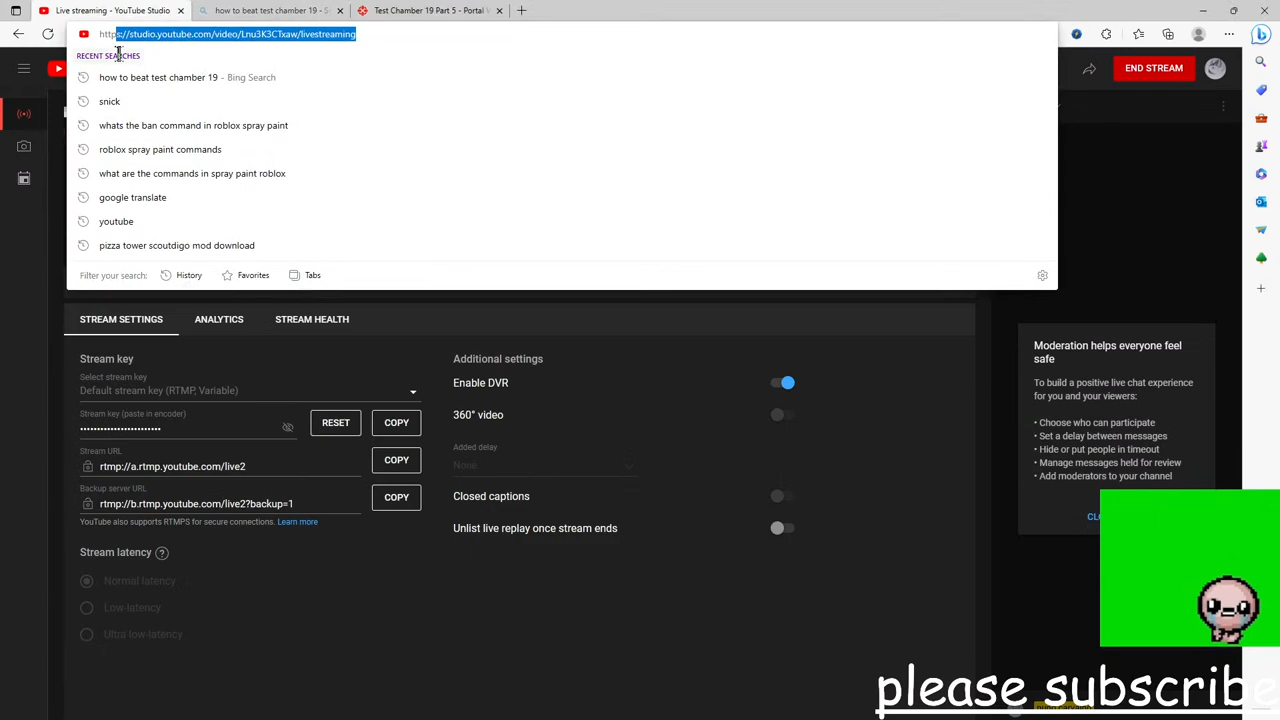 Live streaming - YouTube Studio
how to beat test chamber 19 - S
Test Chamber 19 Part 5 - Portal
https://studio.youtube.com/video/Lnu3K3CTxaw/livestreaming
RECENT SEARCHES
how to beat test chamber 19 - Bing Search
snick
whats the ban command in roblox spray paint
roblox spray paint commands
what are the commands in spray paint roblox
google translate
youtube
pizza tower scoutdigo mod download
Filter your search: History Favorites Tabs
END STREAM
STREAM SETTINGS ANALYTICS STREAM HEALTH
Stream key
Select stream key
Default stream key (RTMP, Variable)
Stream key (paste in encoder)
••••••••••••••••••••••••
RESET COPY
Stream URL
rtmp://a.rtmp.youtube.com/live2
COPY
Backup server URL
rtmp://b.rtmp.youtube.com/live2?backup=1
COPY
YouTube also supports RTMPS for secure connections. Learn more
Stream latency
Normal latency
Low-latency
Ultra low-latency
Additional settings
Enable DVR
360° video
Added delay
None
Closed captions
Unlist live replay once stream ends
Moderation helps everyone feel
safe
To build a positive live chat experience
for you and your viewers:
• Choose who can participate
• Set a delay between messages
• Hide or put people in timeout
• Manage messages held for review
• Add moderators to your channel
please subscribe